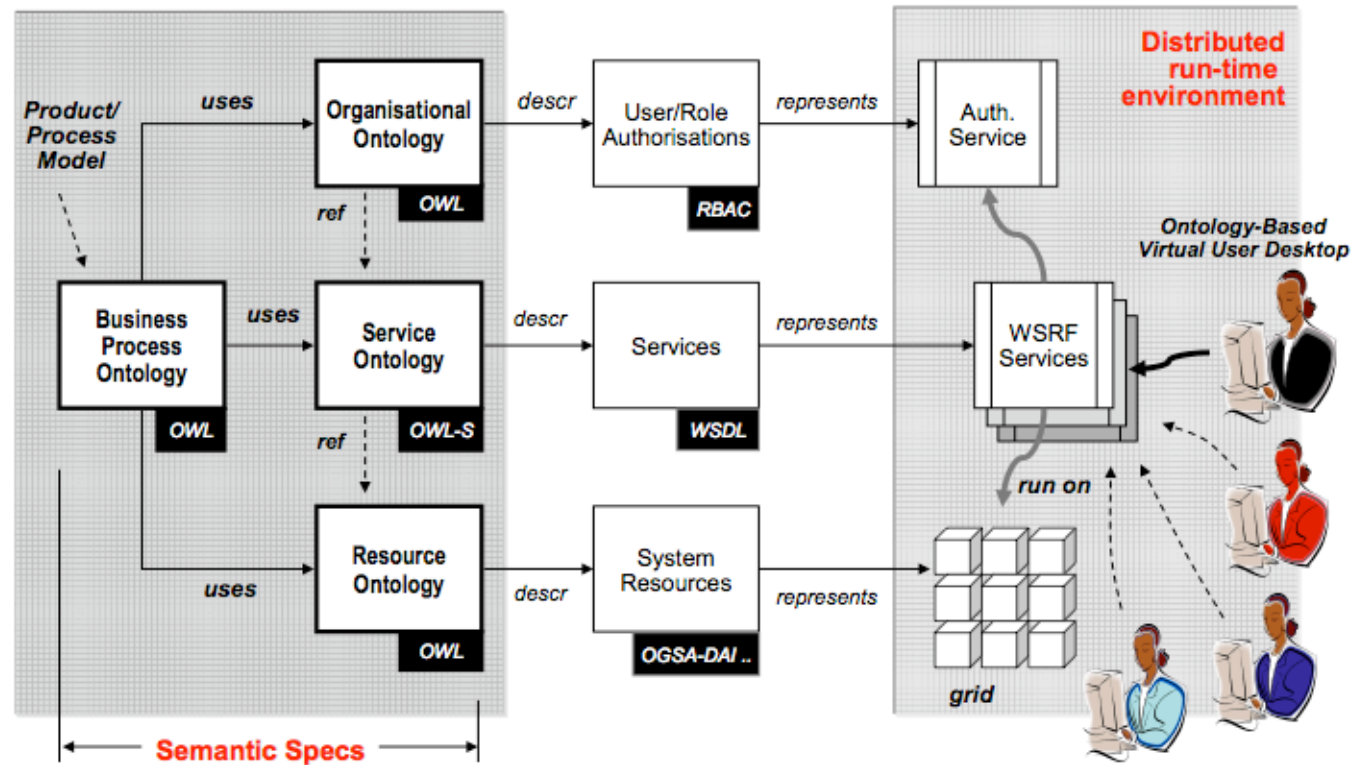 Distributed
run-time
environment
Product/
Process
Model
uses
Organisational
Ontology
OWL
descr
User/Role
Authorisations
RBAC
represents
Auth.
Service
ref
Ontology-Based
Virtual User Desktop
Business
Process
Ontology
OWL
uses
Service
Ontology
OWL-S
descr
Services
WSDL
represents
WSRF
Services
ref
run on
uses
Resource
Ontology
OWL
descr
System
Resources
OGSA-DAI ..
represents
grid
Semantic Specs